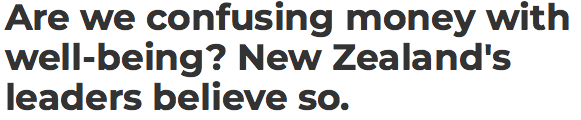 Are we confusing money with
well-being? New Zealand's
leaders believe so.